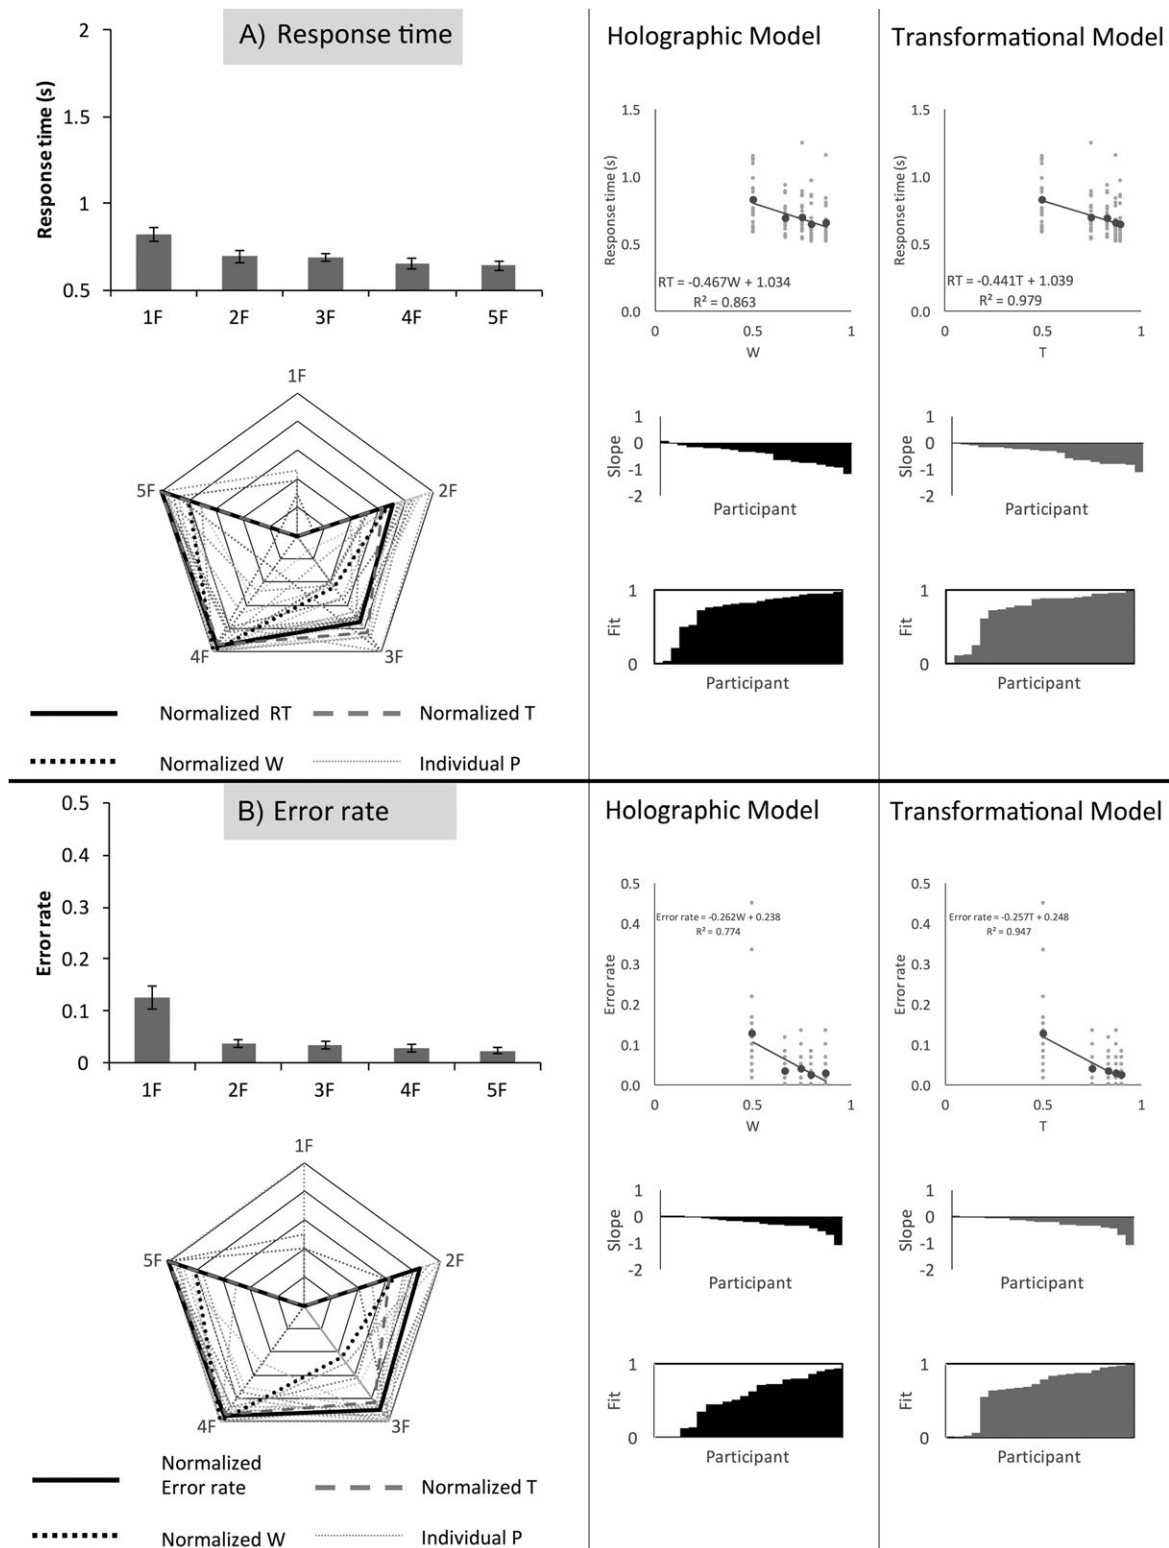 A) Response time
Response time (s)
2
1.5
1
0.5
1F
2F
3F
4F
5F
1F
2F
3F
4F
5F
Normalized RT
Normalized T
Normalized W
Individual P
Holographic Model
Response time (s)
1.5
1.0
0.5
0.0
RT = -0.467W + 1.034
R² = 0.863
0
0.5
1
W
Slope
1
0
-1
-2
Participant
Fit
1
0
Participant
Transformational Model
Response time (s)
1.5
1.0
0.5
0.0
RT = -0.441T + 1.039
R² = 0.979
0
0.5
1
T
Slope
1
0
-1
-2
Participant
Fit
1
0
Participant
B) Error rate
Error rate
0.5
0.4
0.3
0.2
0.1
0
1F
2F
3F
4F
5F
1F
2F
3F
4F
5F
Normalized
Error rate
Normalized T
Normalized W
Individual P
Holographic Model
Error rate
0.5
0.4
0.3
0.2
0.1
0.0
Error rate = -0.262W + 0.238
R² = 0.774
0
0.5
1
W
Slope
1
0
-1
-2
Participant
Fit
1
0
Participant
Transformational Model
Error rate
0.5
0.4
0.3
0.2
0.1
0.0
Error rate = -0.257T + 0.248
R² = 0.947
0
0.5
1
T
Slope
1
0
-1
-2
Participant
Fit
1
0
Participant